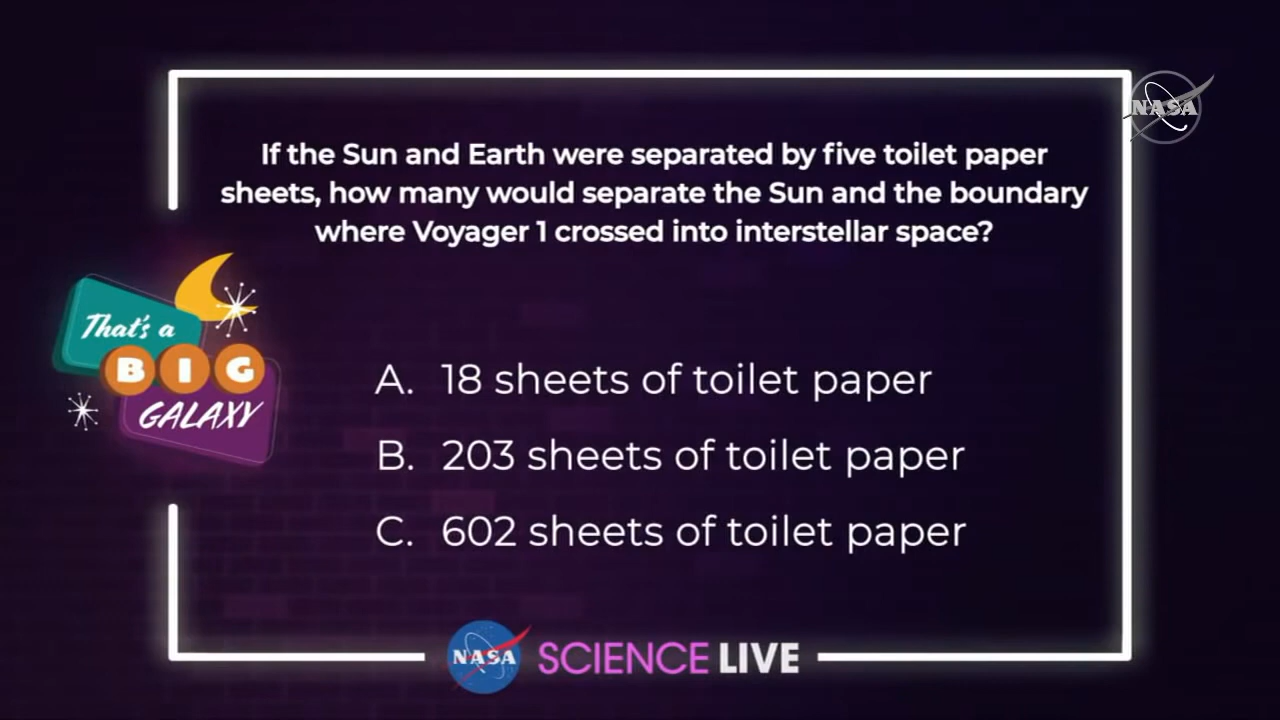 NASA
If the Sun and Earth were separated by five toilet paper
sheets, how many would separate the Sun and the boundary
where Voyager 1 crossed into interstellar space?
That's a
BIG
GALAXY
A. 18 sheets of toilet paper
B. 203 sheets of toilet paper
C. 602 sheets of toilet paper
NASA SCIENCE LIVE